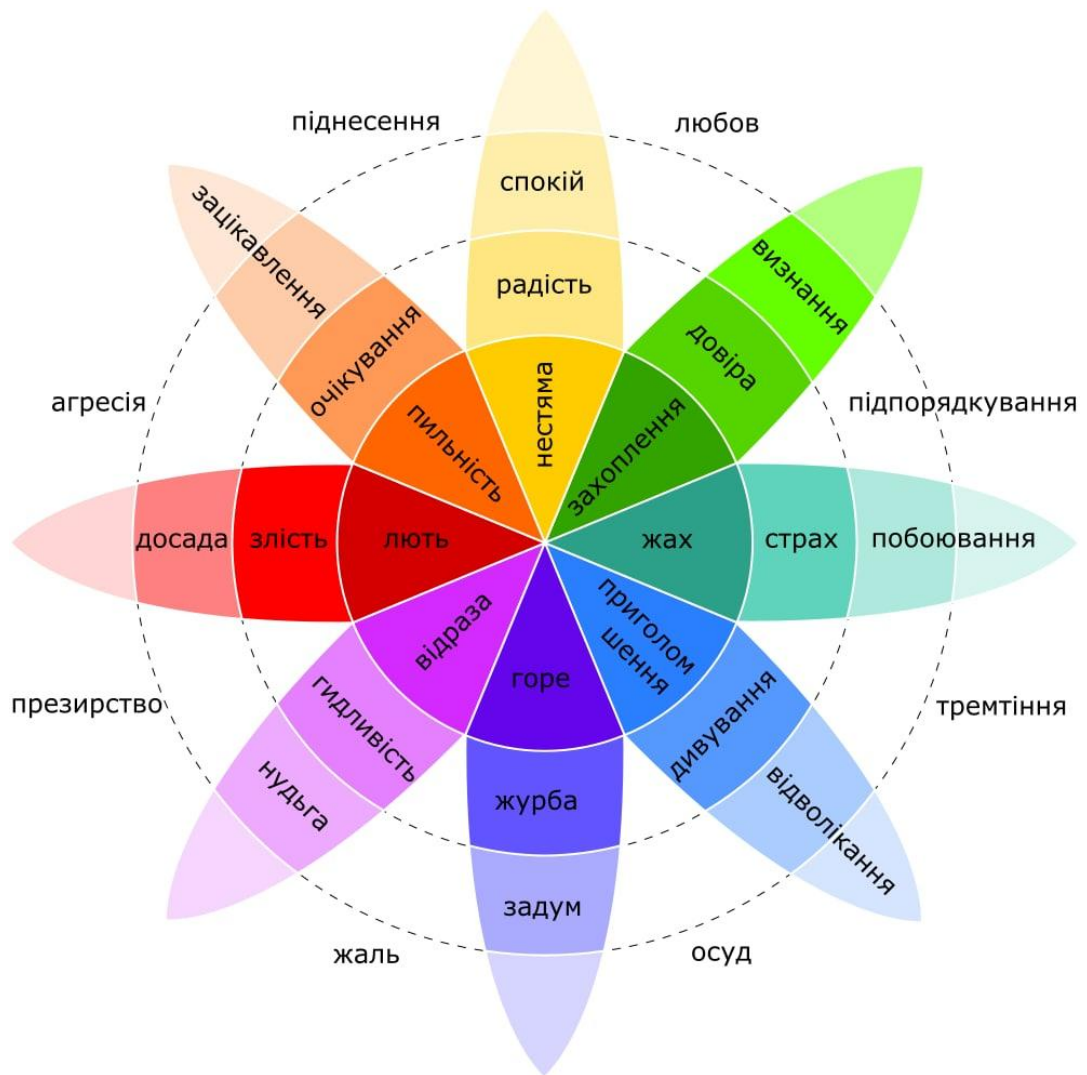 піднесення
любов
спокій
зацікавлення
визнання
радість
очікування
довіра
нестяма
пильність
захоплення
агресія
підпорядкування
досада
злість
лють
жах
страх
побоювання
відраза
приголом
шення
горе
гидливість
дивування
презирство
тремтіння
нудьга
журба
відволікання
задум
жаль
осуд